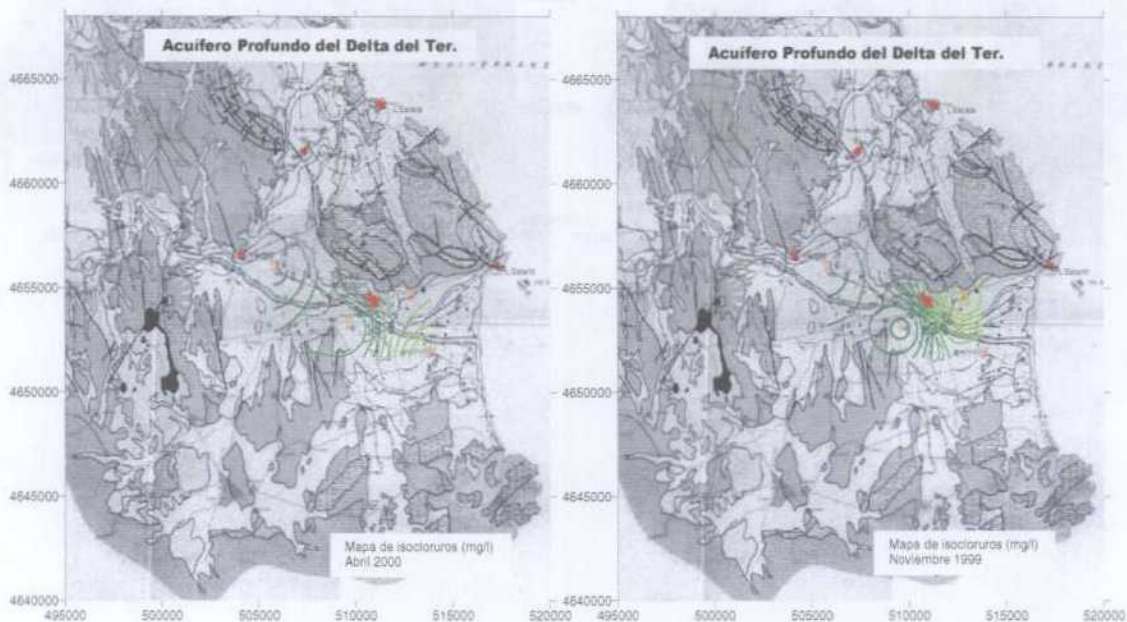 Acuífero Profundo del Delta del Ter.
4665000
4660000
4655000
4650000
4645000
4640000
495000 500000 505000 510000 515000 520000
Mapa de isocloruros (mg/l)
Abril 2000
Acuífero Profundo del Delta del Ter.
4665000
4660000
4655000
4650000
4645000
4640000
495000 500000 505000 510000 515000 520000
Mapa de isocloruros (mg/l)
Noviembre 1999